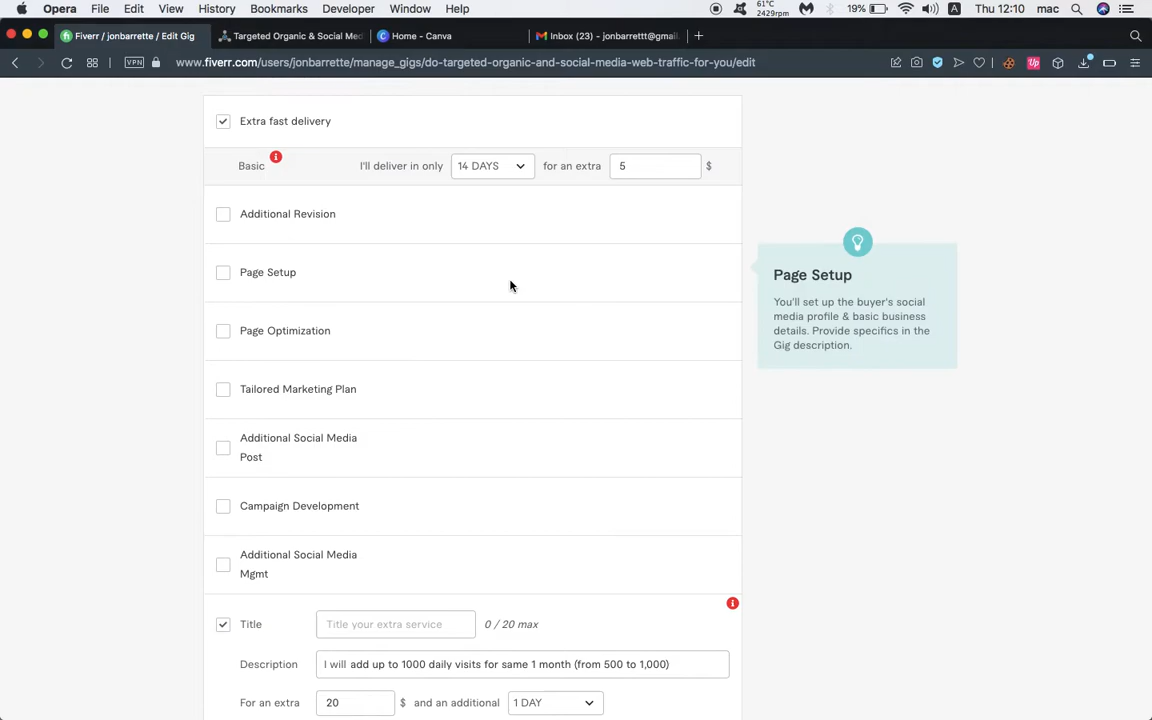 Opera File Edit View History Bookmarks Developer Window Help 61°C 2429rpm 19% A Thu 12:10 mac
Fiverr / jonbarrette / Edit Gig Targeted Organic & Social Med Home - Canva Inbox (23) - jonbarrettt@gmail.
VPN www.fiverr.com/users/jonbarrette/manage_gigs/do-targeted-organic-and-social-media-web-traffic-for-you/edit Up
Extra fast delivery
Basic I'll deliver in only 14 DAYS for an extra 5 $
Additional Revision
Page Setup
Page Setup
You'll set up the buyer's social
media profile & basic business
details. Provide specifics in the
Gig description.
Page Optimization
Tailored Marketing Plan
Additional Social Media
Post
Campaign Development
Additional Social Media
Mgmt
Title Title your extra service 0 / 20 max
Description I will add up to 1000 daily visits for same 1 month (from 500 to 1,000)
For an extra 20 $ and an additional 1 DAY